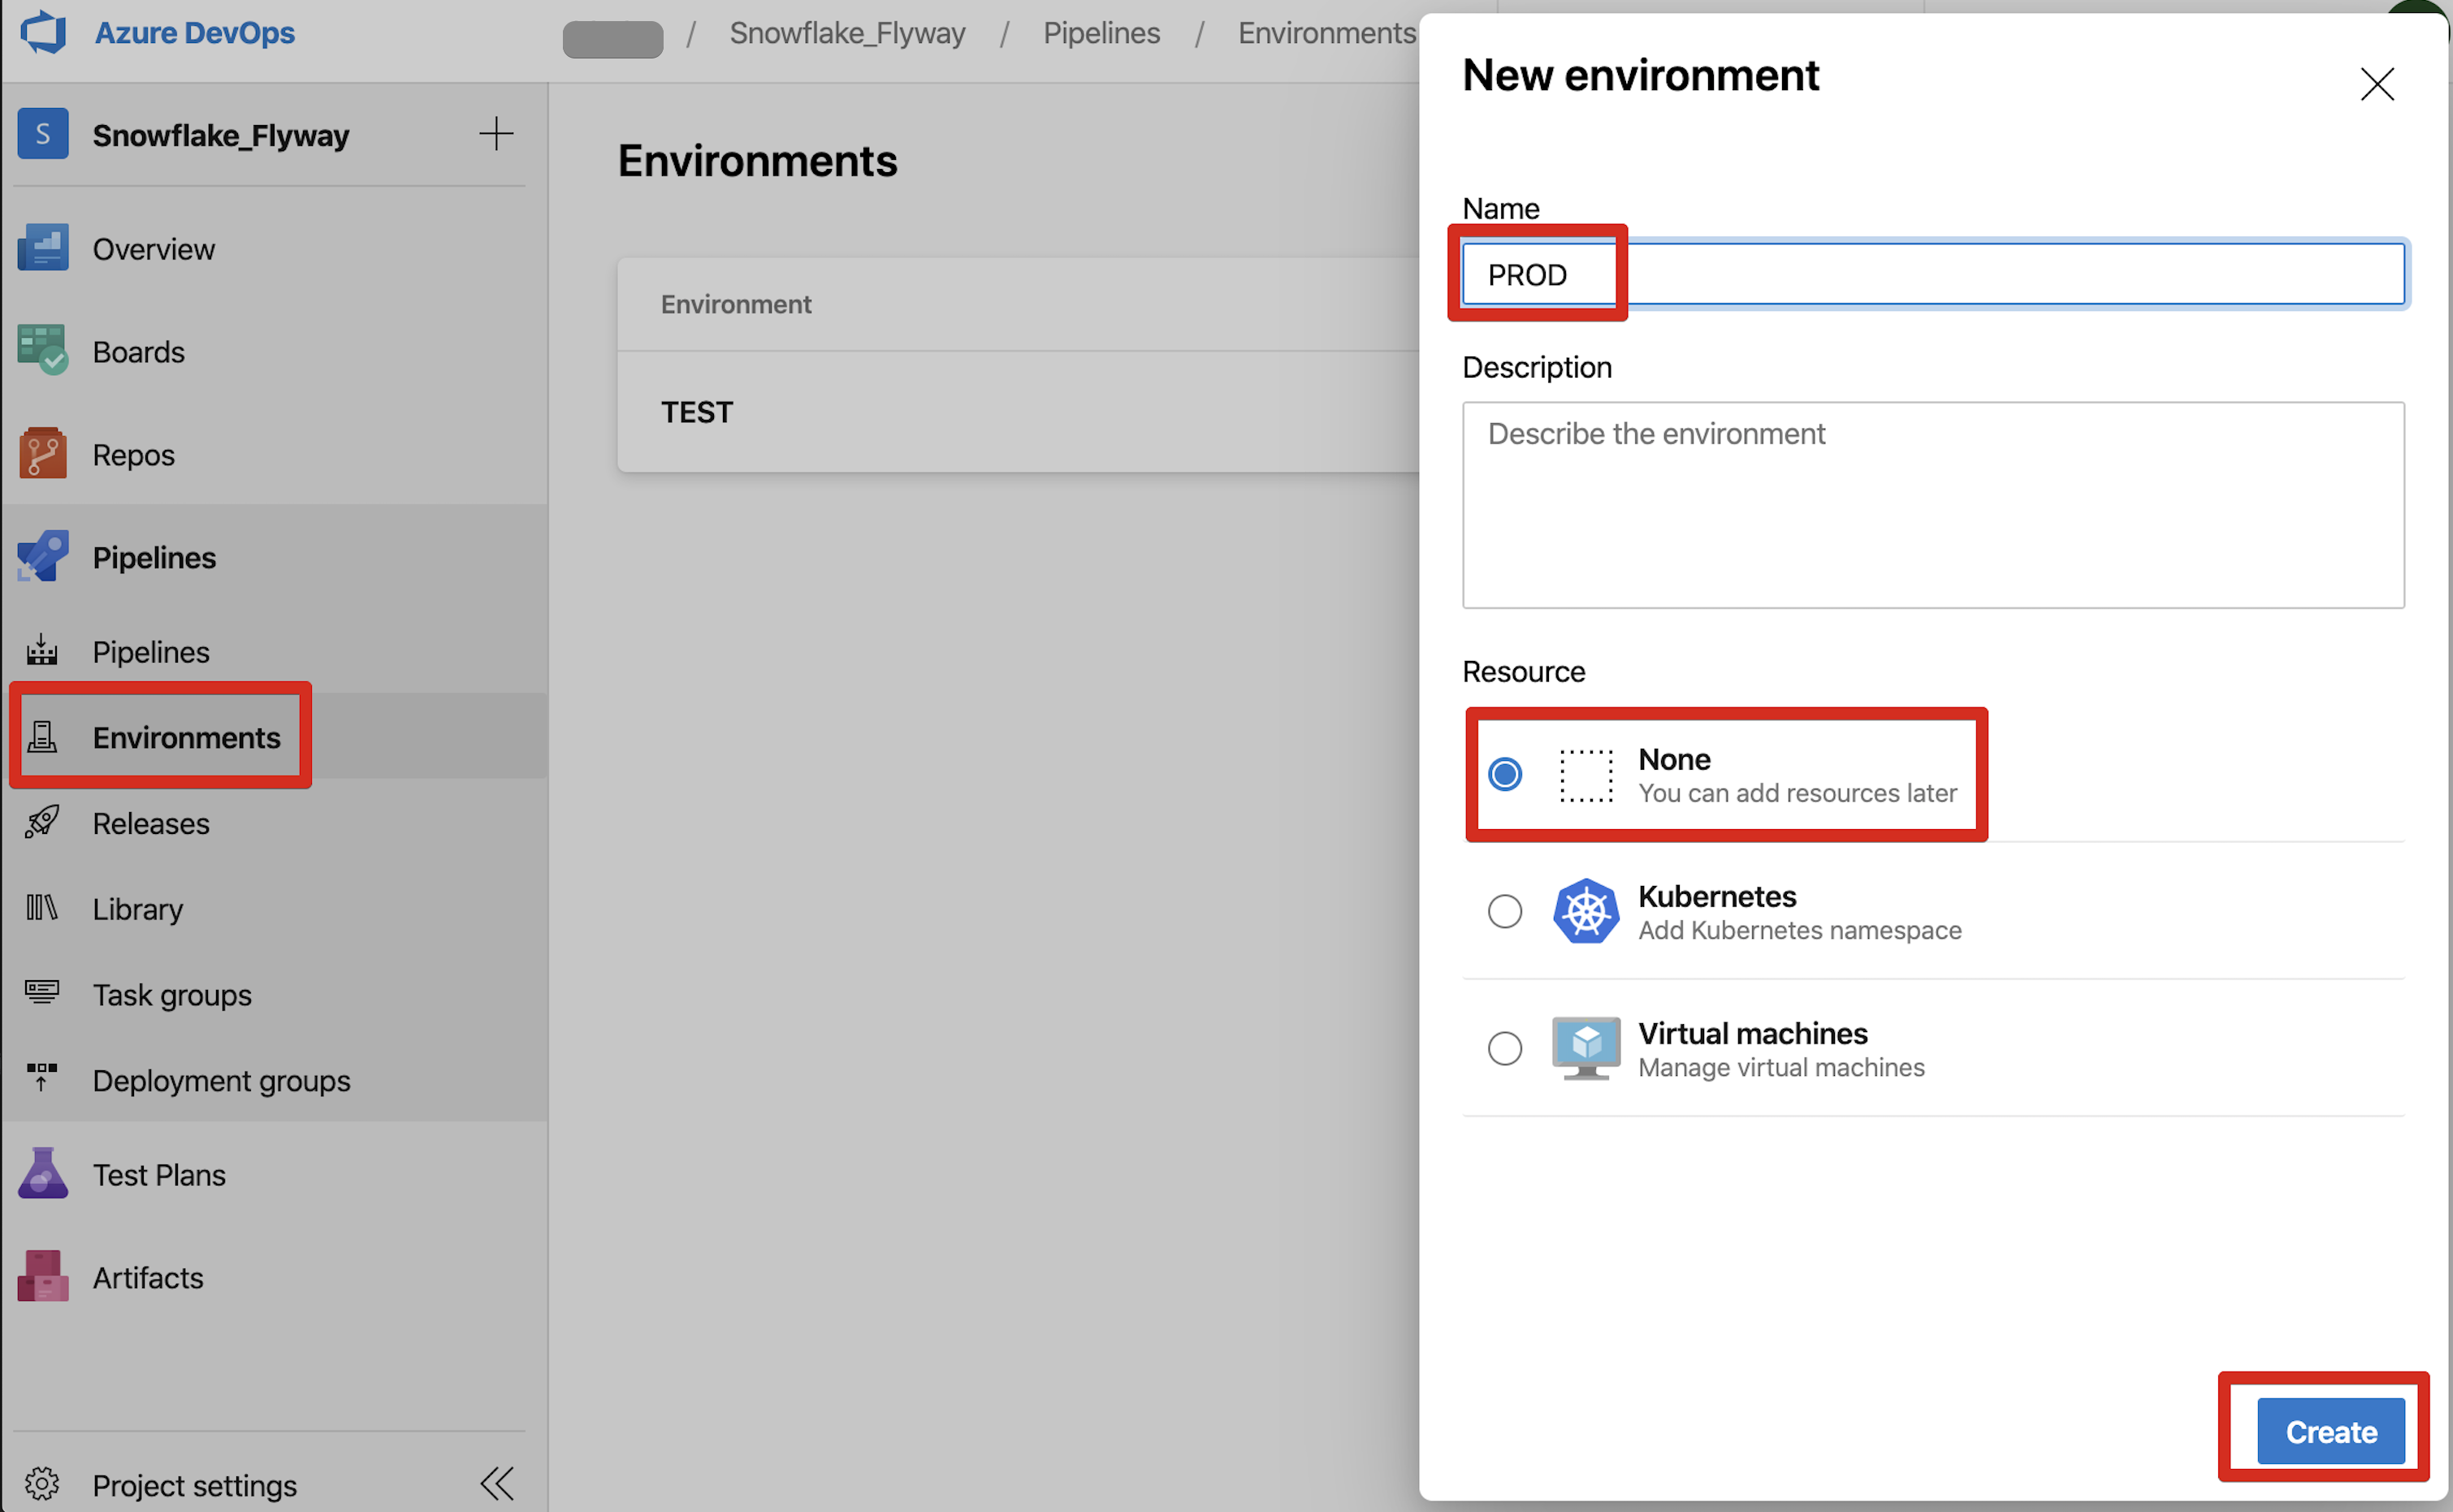 Azure DevOps
/ Snowflake_Flyway / Pipelines / Environments
S Snowflake_Flyway
Overview
Boards
Repos
Pipelines
Pipelines
Environments
Releases
Library
Task groups
Deployment groups
Test Plans
Artifacts
Project settings
Environments
Environment
TEST
New environment
Name
PROD
Description
Describe the environment
Resource
None
You can add resources later
Kubernetes
Add Kubernetes namespace
Virtual machines
Manage virtual machines
Create